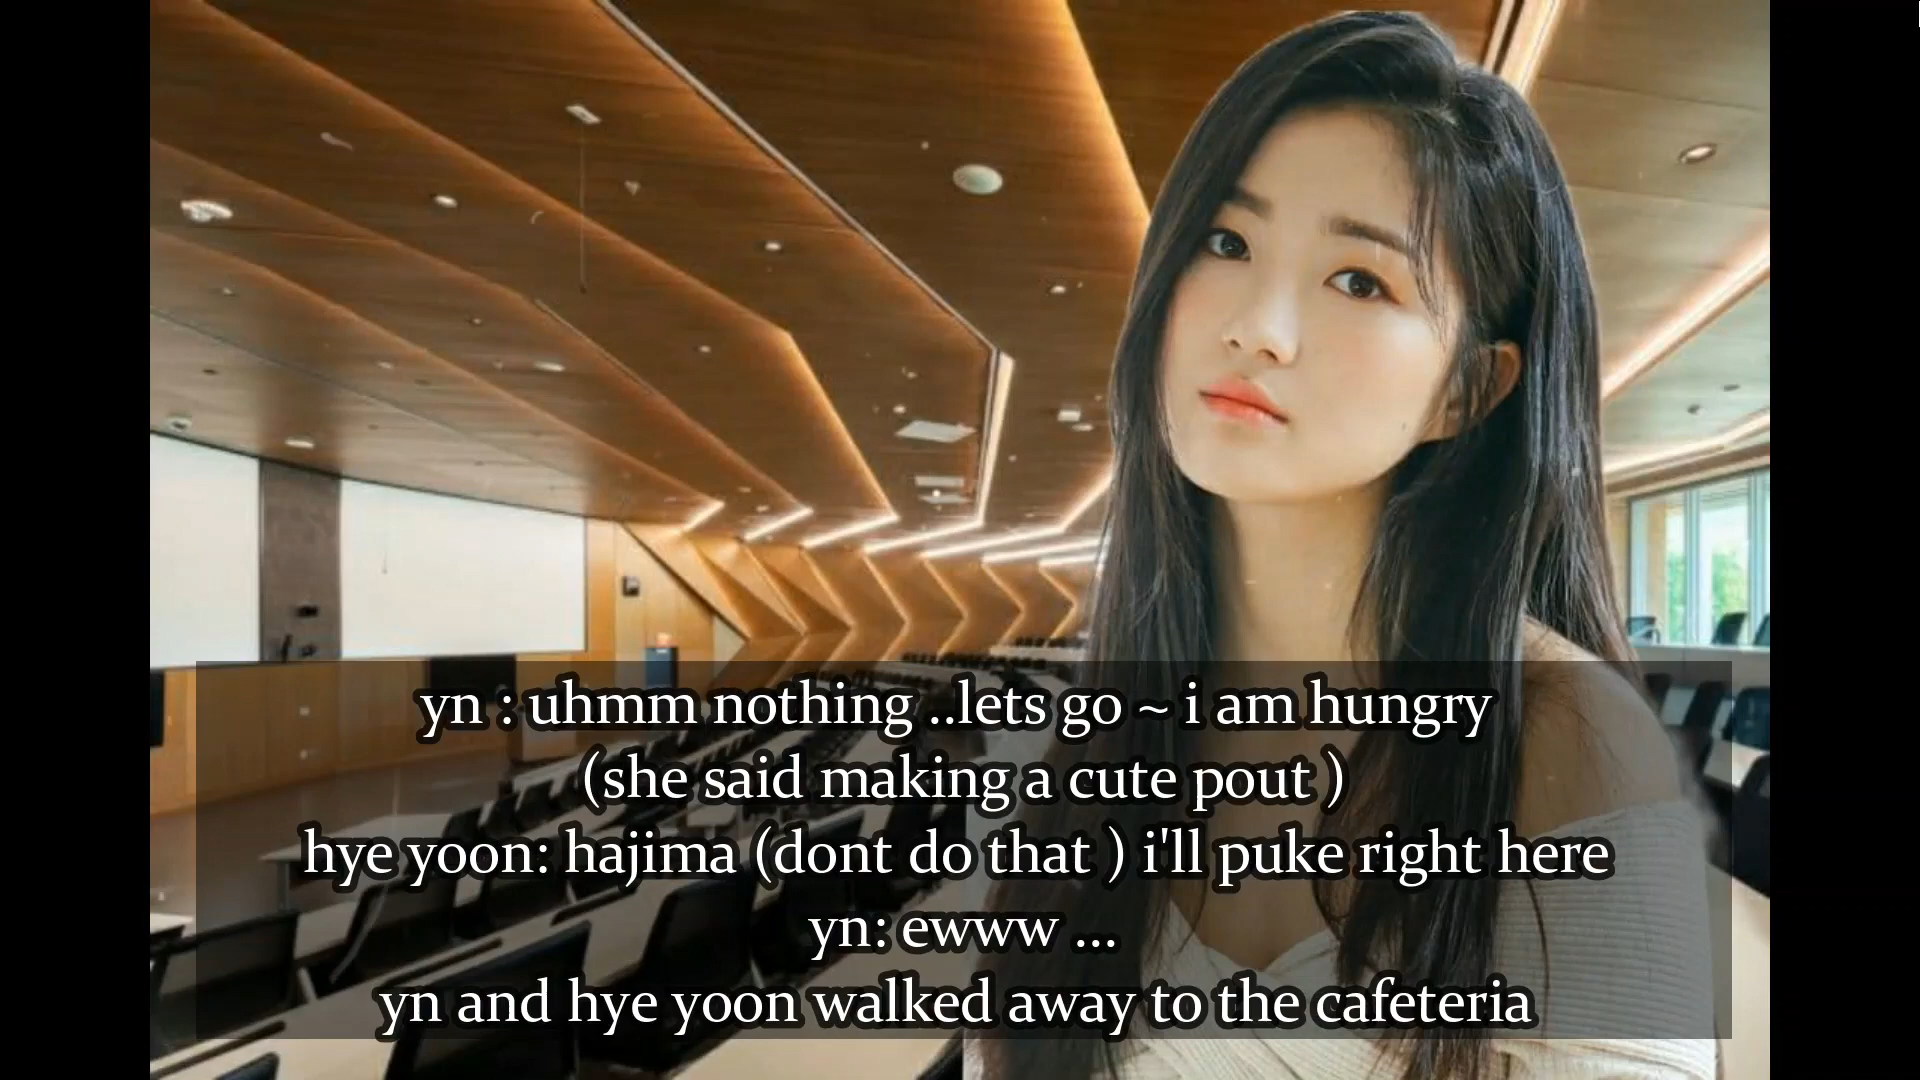 yn : uhmm nothing ..lets go ~ i am hungry
(she said making a cute pout )
hye yoon: hajima (dont do that ) i'll puke right here
yn: ewww ...
yn and hye yoon walked away to the cafeteria